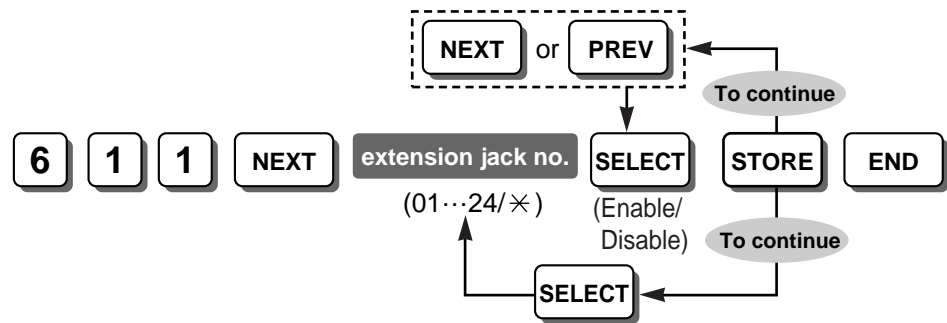 NEXT or PREV
To continue
6 1 1 NEXT extension jack no. SELECT STORE END
(01···24/✳) (Enable/
Disable) To continue
SELECT